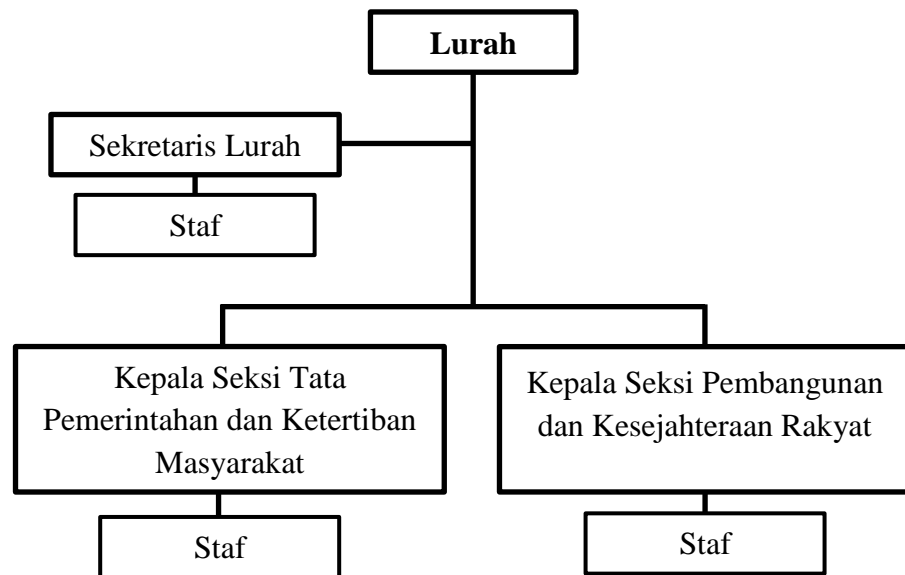 Lurah
Sekretaris Lurah
Staf
Kepala Seksi Tata
Pemerintahan dan Ketertiban
Masyarakat
Staf
Kepala Seksi Pembangunan
dan Kesejahteraan Rakyat
Staf